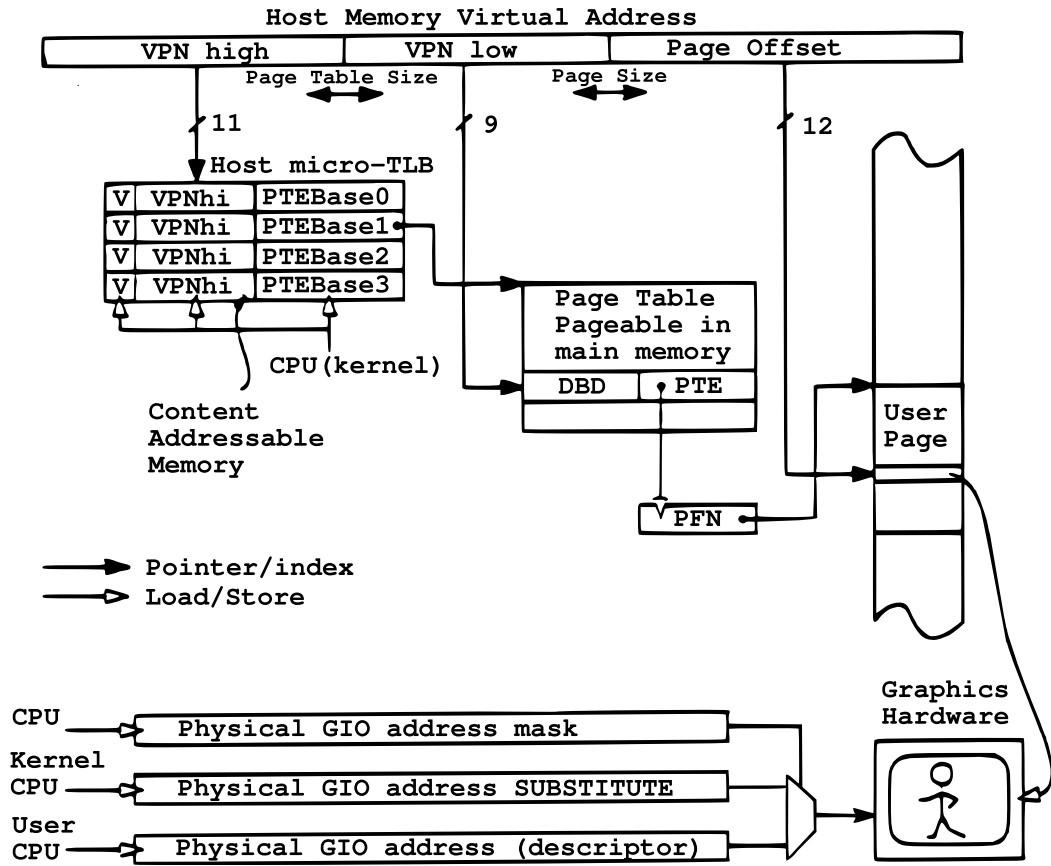 Host Memory Virtual Address
VPN high VPN low Page Offset
Page Table Size Page Size
11 9 12
Host micro-TLB
V VPNhi PTEBase0
V VPNhi PTEBase1
V VPNhi PTEBase2
V VPNhi PTEBase3
CPU(kernel)
Content
Addressable
Memory
Page Table
Pageable in
main memory
DBD PTE
PFN
User
Page
Pointer/index
Load/Store
Graphics
Hardware
CPU Physical GIO address mask
Kernel
CPU Physical GIO address SUBSTITUTE
User
CPU Physical GIO address (descriptor)